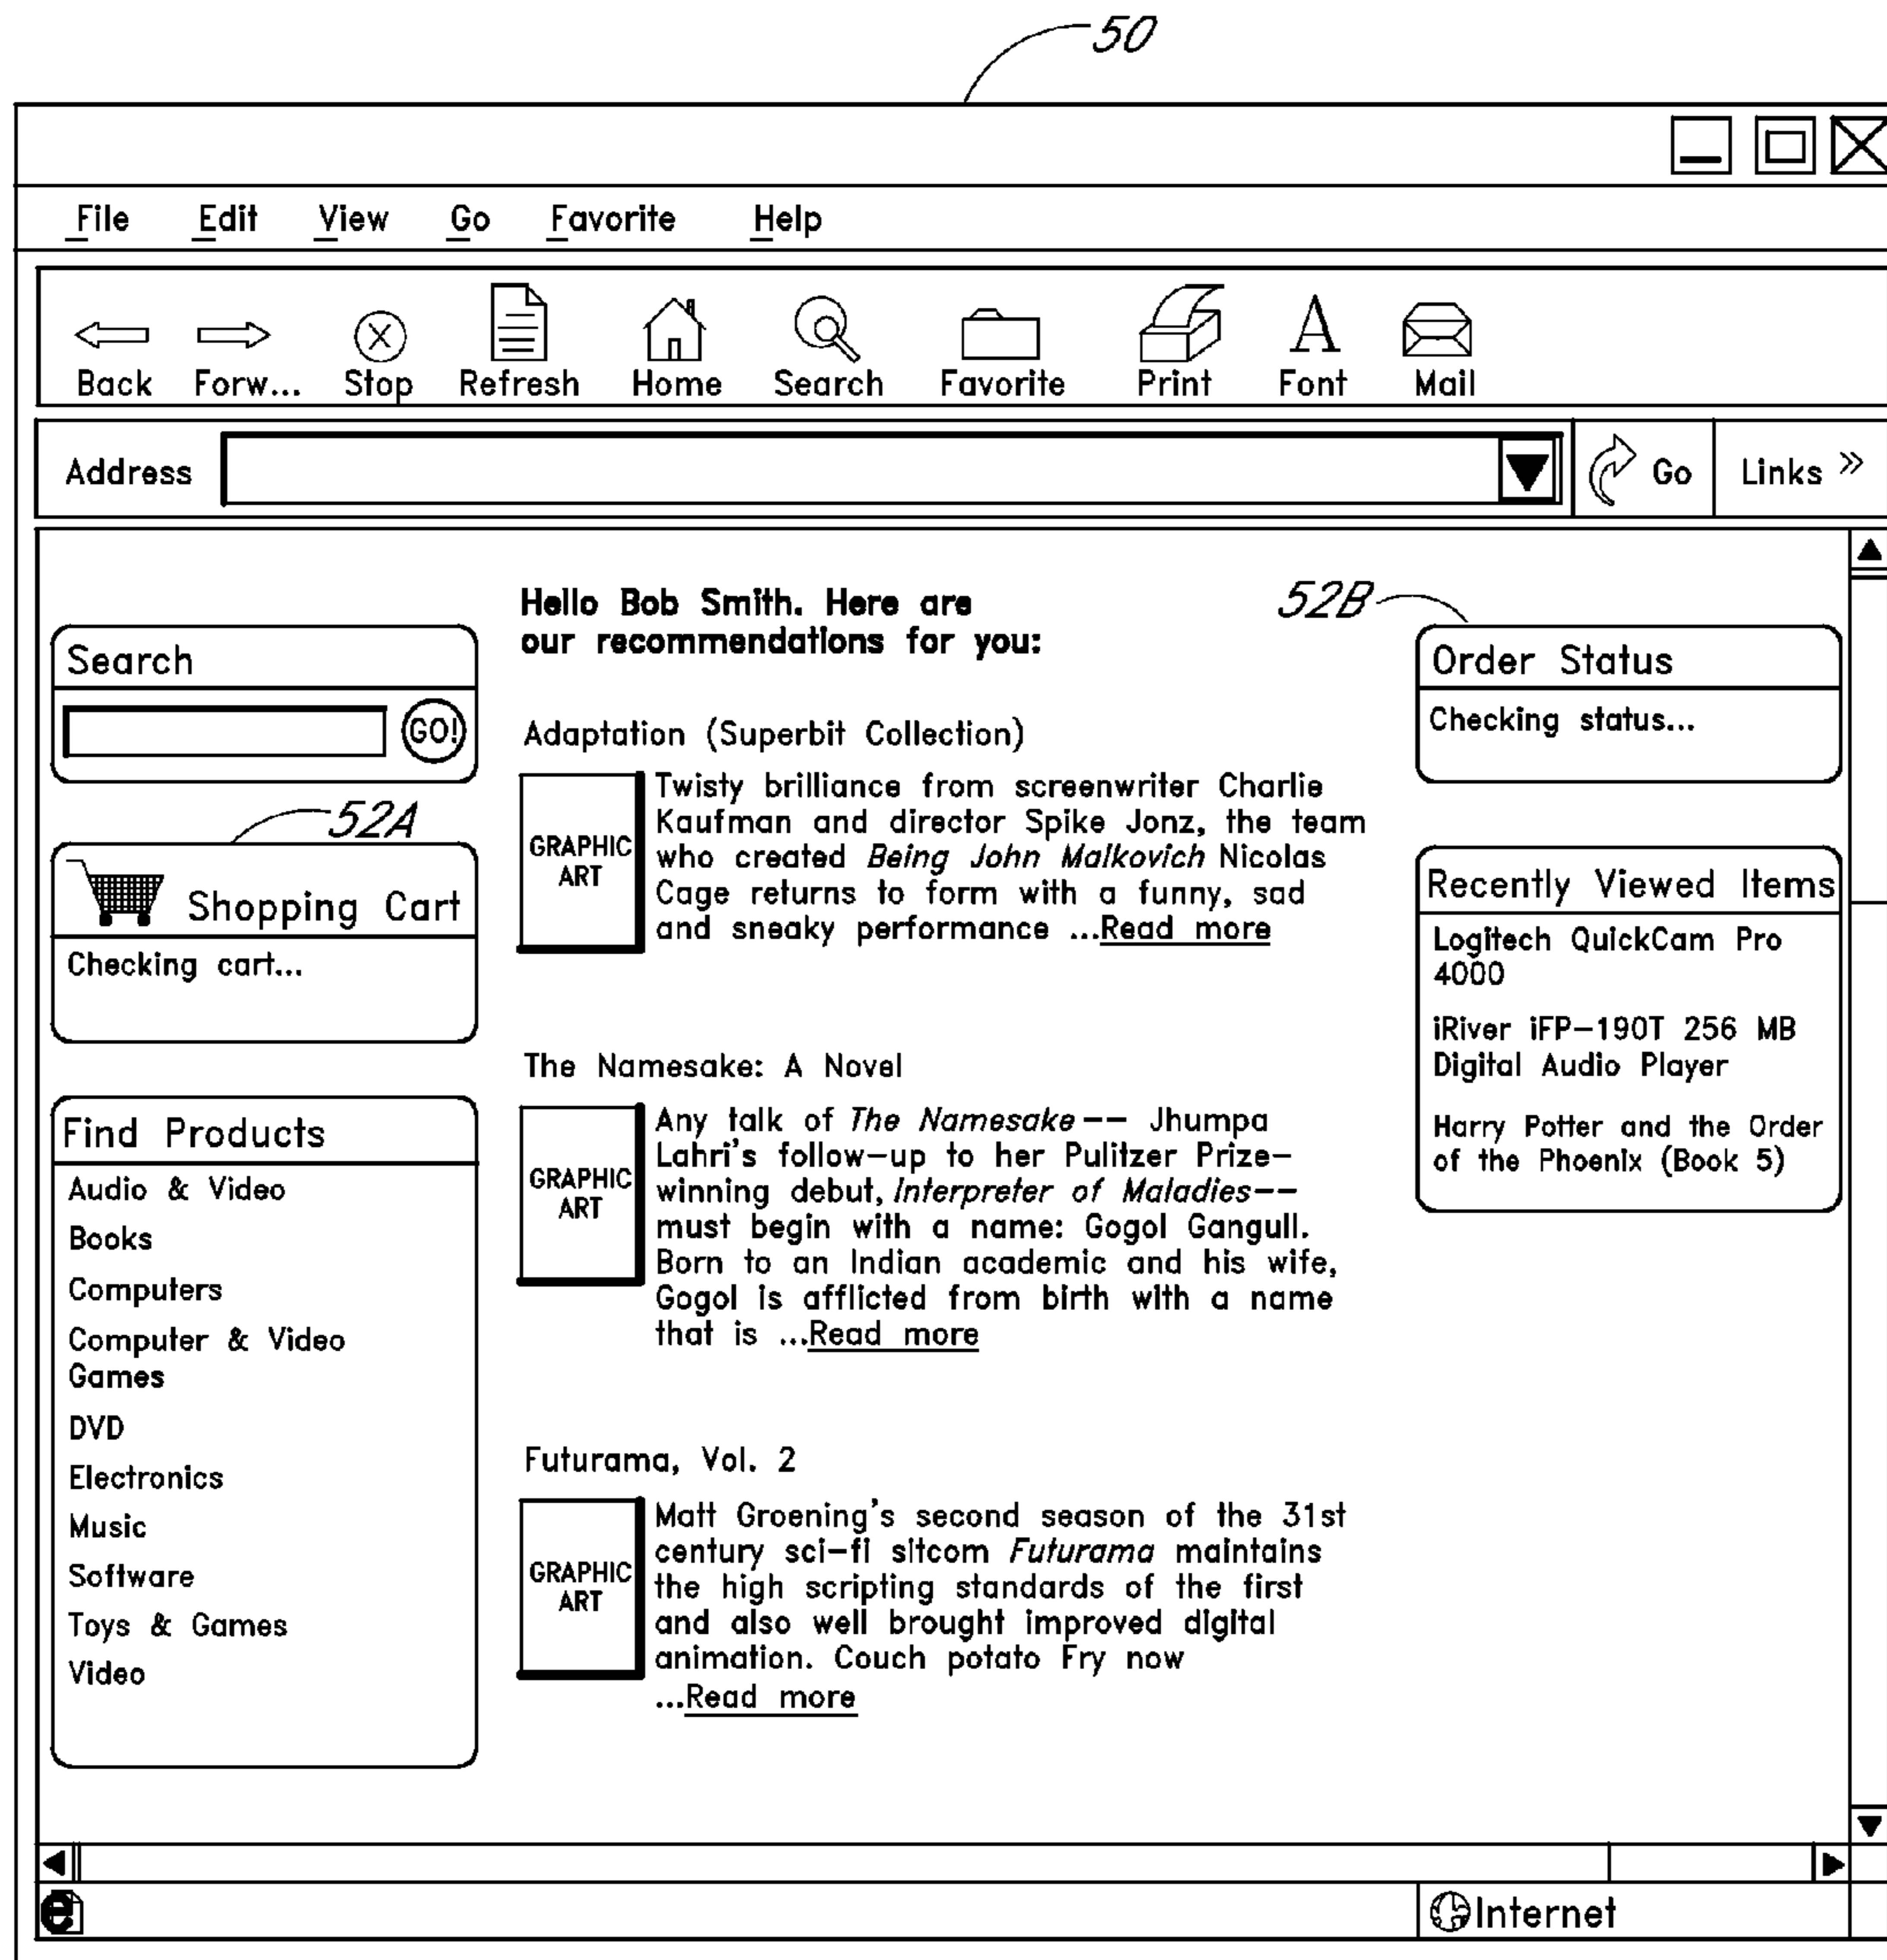 50
File Edit View Go Favorite Help
Back Forw... Stop Refresh Home Search Favorite Print Font Mail
Address Go Links »
Search
GO!
52A
Shopping Cart
Checking cart...
Find Products
Audio & Video
Books
Computers
Computer & Video
Games
DVD
Electronics
Music
Software
Toys & Games
Video
Hello Bob Smith. Here are
our recommendations for you:
Adaptation (Superbit Collection)
GRAPHIC
ART
Twisty brilliance from screenwriter Charlie
Kaufman and director Spike Jonz, the team
who created Being John Malkovich Nicolas
Cage returns to form with a funny, sad
and sneaky performance ...Read more
The Namesake: A Novel
GRAPHIC
ART
Any talk of The Namesake-- Jhumpa
Lahri's follow-up to her Pulitzer Prize-
winning debut, Interpreter of Maladies--
must begin with a name: Gogol Gangull.
Born to an Indian academic and his wife,
Gogol is afflicted from birth with a name
that is ...Read more
Futurama, Vol. 2
GRAPHIC
ART
Matt Groening's second season of the 31st
century sci-fi sitcom Futurama maintains
the high scripting standards of the first
and also well brought improved digital
animation. Couch potato Fry now
...Read more
52B
Order Status
Checking status...
Recently Viewed Items
Logitech QuickCam Pro
4000
iRiver iFP-190T 256 MB
Digital Audio Player
Harry Potter and the Order
of the Phoenix (Book 5)
e Internet